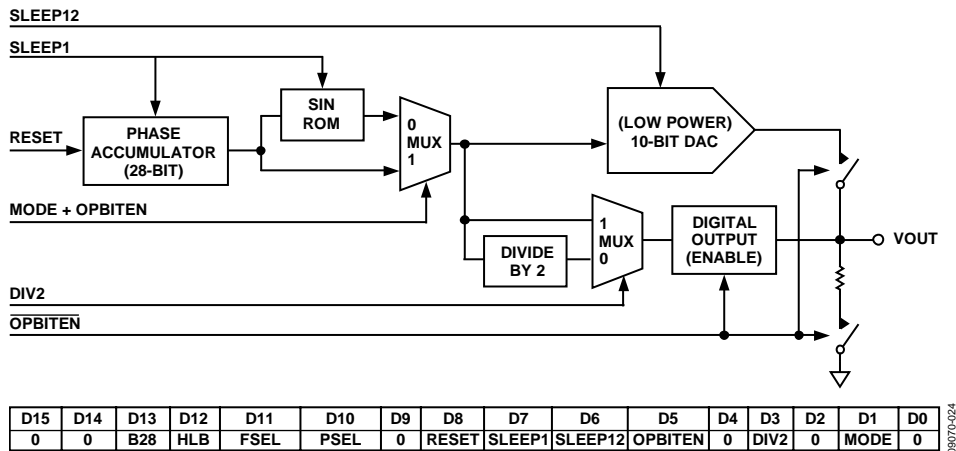 SLEEP12
SLEEP1
RESET
PHASE
ACCUMULATOR
(28-BIT)
SIN
ROM
0
MUX
1
(LOW POWER)
10-BIT DAC
MODE + OPBITEN
DIVIDE
BY 2
1
MUX
0
DIGITAL
OUTPUT
(ENABLE)
VOUT
DIV2
OPBITEN
D15 D14 D13 D12 D11 D10 D9 D8 D7 D6 D5 D4 D3 D2 D1 D0
0 0 B28 HLB FSEL PSEL 0 RESET SLEEP1 SLEEP12 OPBITEN 0 DIV2 0 MODE 0
09070-024